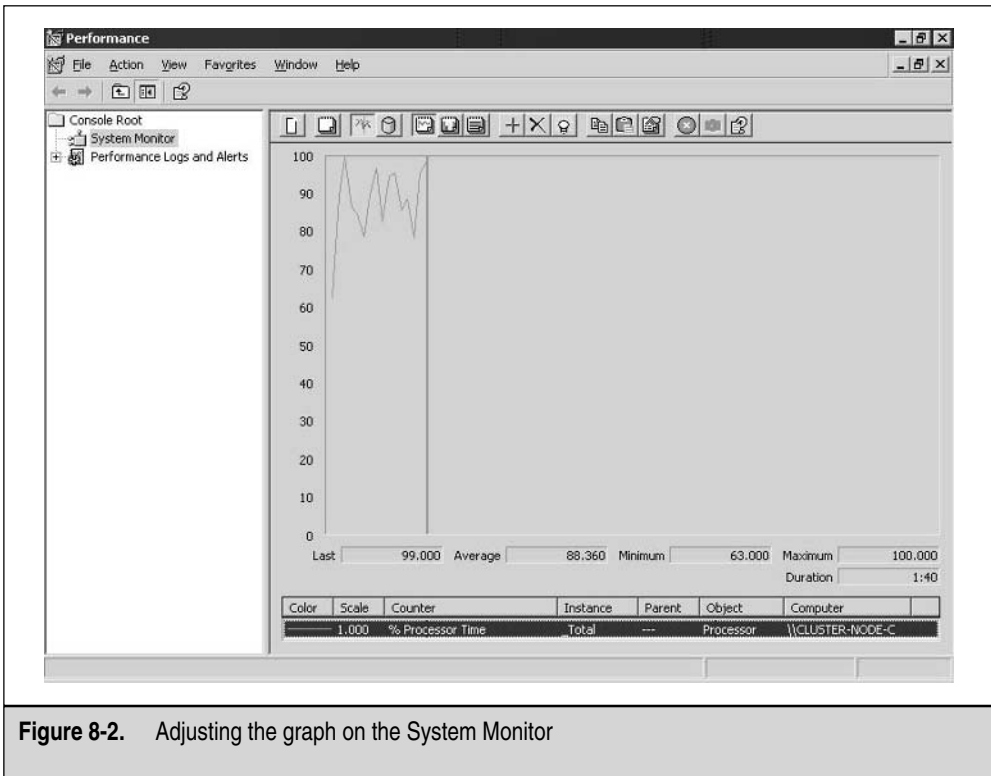 Performance
File Action View Favorites Window Help
Console Root
System Monitor
Performance Logs and Alerts
100
90
80
70
60
50
40
30
20
10
0
Last 99.000 Average 88.360 Minimum 63.000 Maximum 100.000
Duration 1:40
Color Scale Counter Instance Parent Object Computer
1.000 % Processor Time _Total --- Processor \\CLUSTER-NODE-C
Figure 8-2. Adjusting the graph on the System Monitor